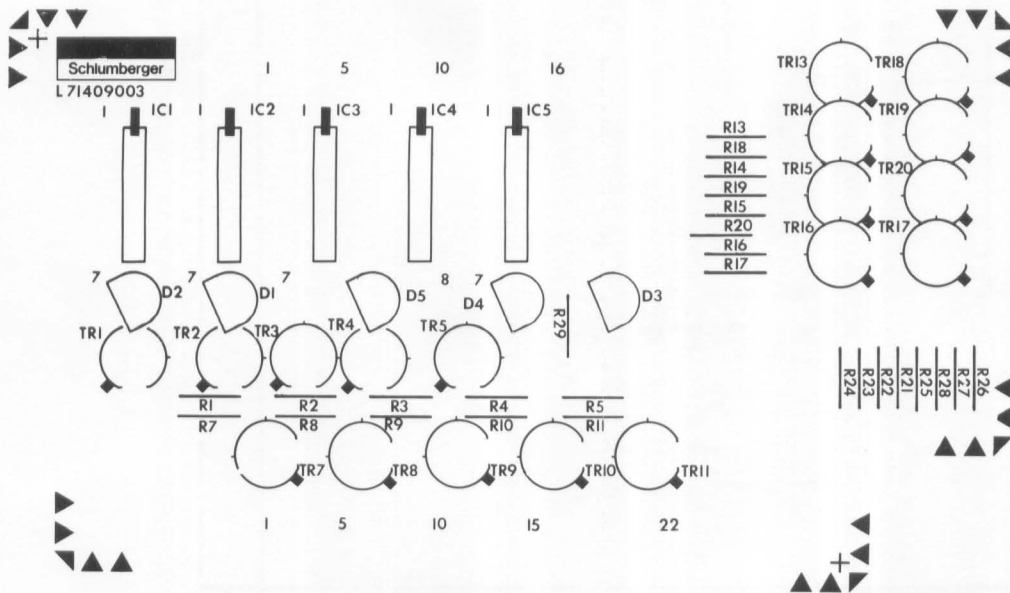 Schlumberger
L 71409003
1 5 10 16
1 IC1 1 IC2 1 IC3 1 IC4 1 IC5
TR13 TR18
TR14 TR19
TR15 TR20
TR16 TR17
R13
R18
R14
R19
R15
R20
R16
R17
7 D2 7 D1 7 D5 8 7 D4 D3
TR1 TR2 TR3 TR4 TR5 R29
R1 R2 R3 R4 R5
R7 R8 R9 R10 R11
TR7 TR8 TR9 TR10 TR11
R24 R23 R22 R21 R25 R28 R27 R26
1 5 10 15 22